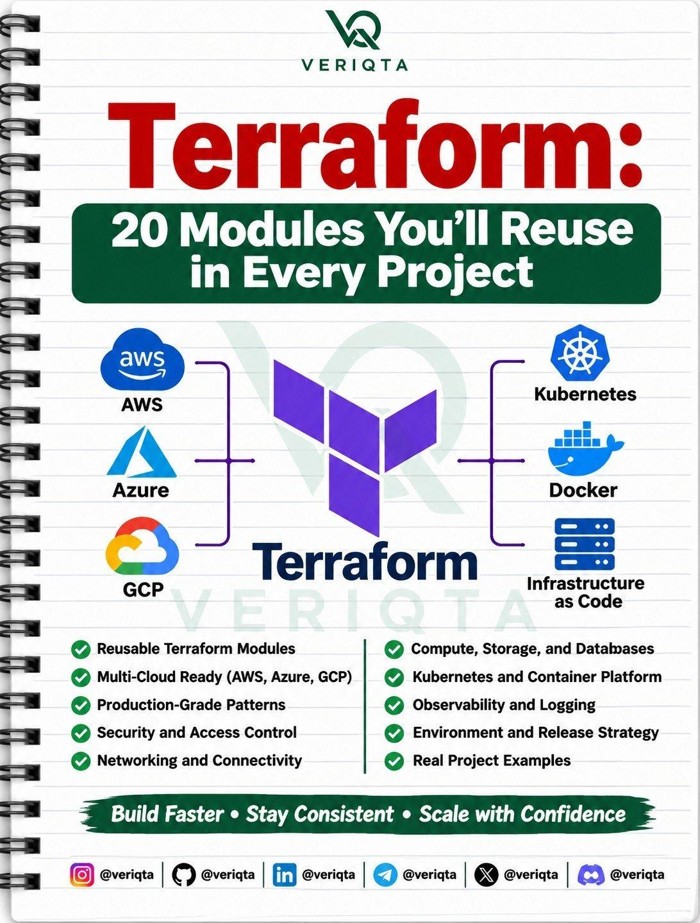 VERIQTA
Terraform:
20 Modules You'll Reuse
in Every Project
aws
AWS
Azure
GCP
Kubernetes
Docker
Infrastructure
as Code
Terraform
VERIQTA
Reusable Terraform Modules
Multi-Cloud Ready (AWS, Azure, GCP)
Production-Grade Patterns
Security and Access Control
Networking and Connectivity
Compute, Storage, and Databases
Kubernetes and Container Platform
Observability and Logging
Environment and Release Strategy
Real Project Examples
Build Faster • Stay Consistent • Scale with Confidence
@veriqta @veriqta @veriqta @veriqta @veriqta @veriqta